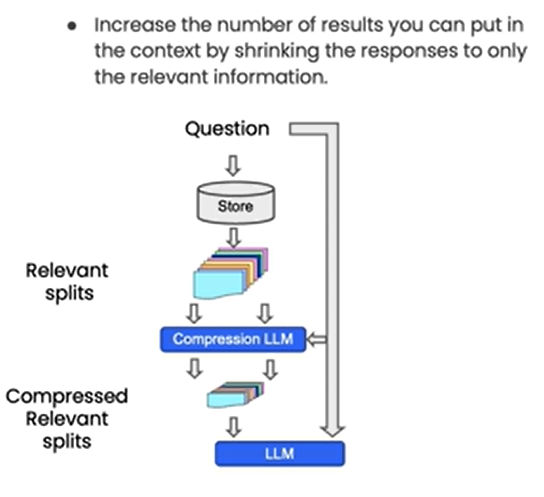 • Increase the number of results you can put in
the context by shrinking the responses to only
the relevant information.
Question
Store
Relevant
splits
Compression LLM
Compressed
Relevant
splits
LLM